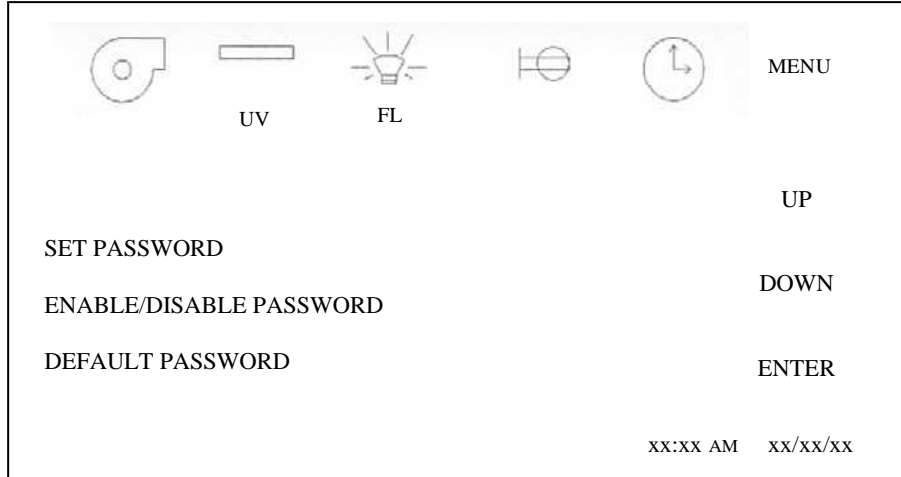 MENU
UV FL
UP
SET PASSWORD
DOWN
ENABLE/DISABLE PASSWORD
DEFAULT PASSWORD
ENTER
xx:xx AM xx/xx/xx